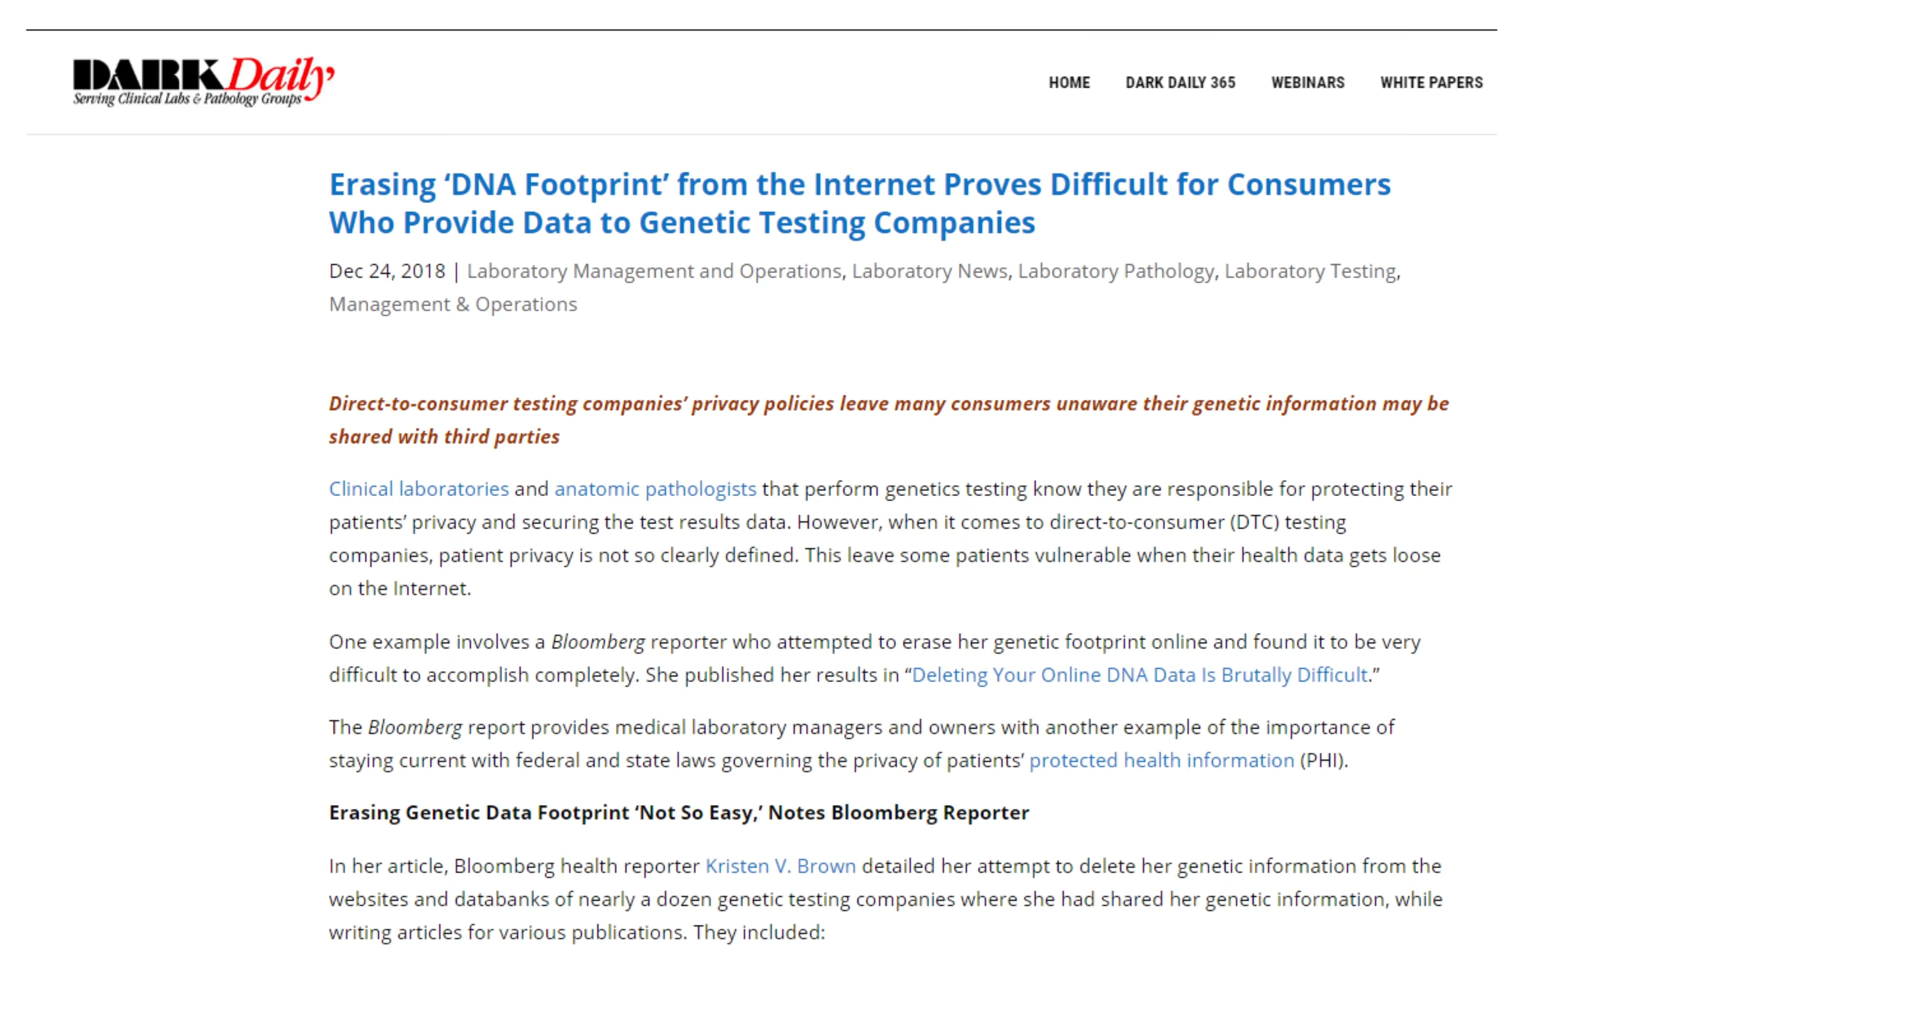 DARK Daily
Serving Clinical Labs & Pathology Groups
HOME DARK DAILY 365 WEBINARS WHITE PAPERS
Erasing ‘DNA Footprint’ from the Internet Proves Difficult for Consumers
Who Provide Data to Genetic Testing Companies
Dec 24, 2018 | Laboratory Management and Operations, Laboratory News, Laboratory Pathology, Laboratory Testing,
Management & Operations
Direct-to-consumer testing companies’ privacy policies leave many consumers unaware their genetic information may be
shared with third parties
Clinical laboratories and anatomic pathologists that perform genetics testing know they are responsible for protecting their
patients’ privacy and securing the test results data. However, when it comes to direct-to-consumer (DTC) testing
companies, patient privacy is not so clearly defined. This leave some patients vulnerable when their health data gets loose
on the Internet.
One example involves a Bloomberg reporter who attempted to erase her genetic footprint online and found it to be very
difficult to accomplish completely. She published her results in “Deleting Your Online DNA Data Is Brutally Difficult.”
The Bloomberg report provides medical laboratory managers and owners with another example of the importance of
staying current with federal and state laws governing the privacy of patients’ protected health information (PHI).
Erasing Genetic Data Footprint ‘Not So Easy,’ Notes Bloomberg Reporter
In her article, Bloomberg health reporter Kristen V. Brown detailed her attempt to delete her genetic information from the
websites and databanks of nearly a dozen genetic testing companies where she had shared her genetic information, while
writing articles for various publications. They included: